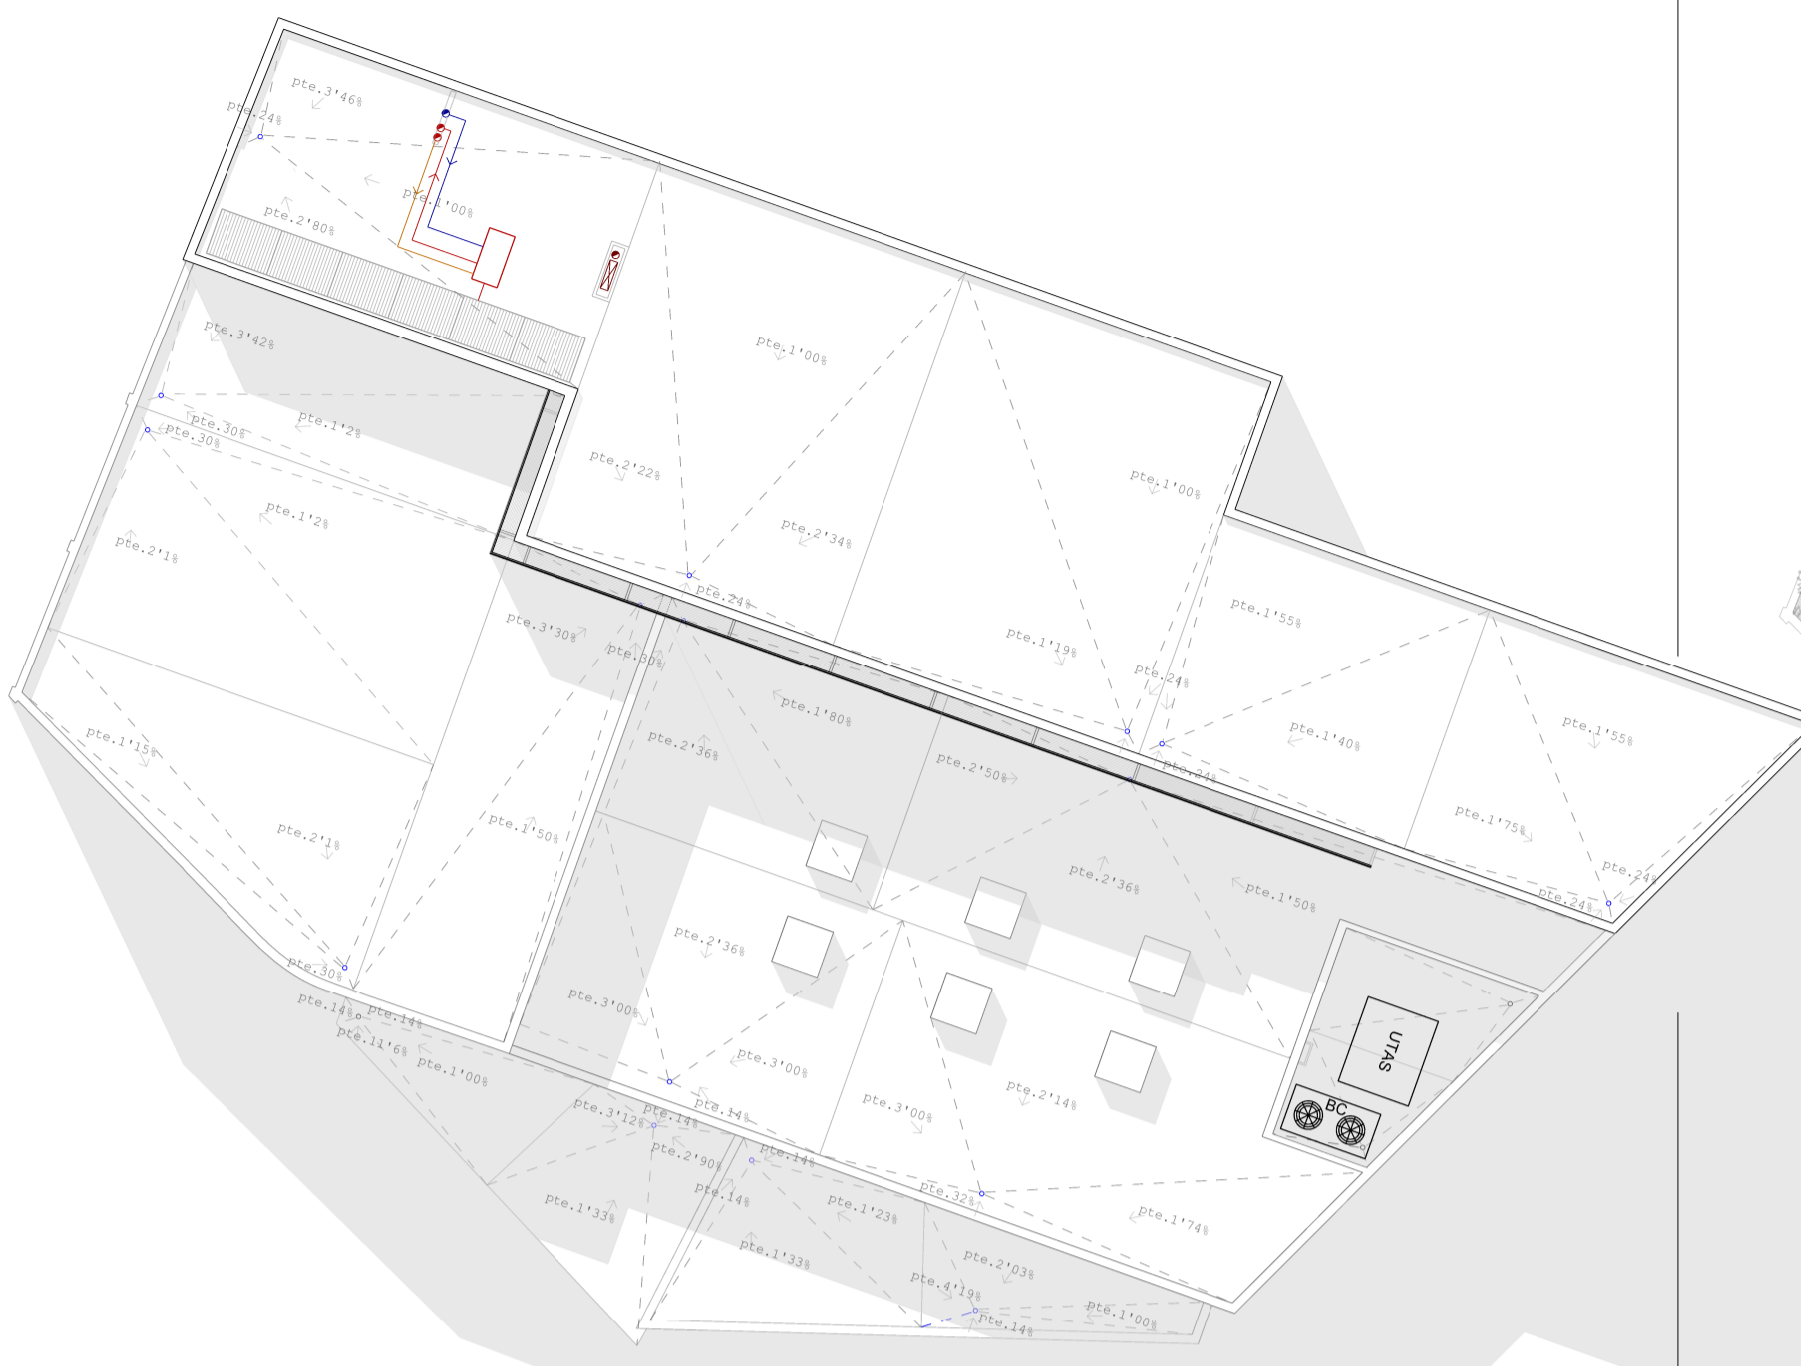 pte.3'46%
pte.24%
pte.1'00%
pte.2'80%
pte.3'42%
pte.1'00%
pte.1'2%
pte.30%
pte.30%
pte.2'22%
pte.1'00%
pte.1'2%
pte.2'34%
pte.2'1%
pte.24%
pte.1'55%
pte.3'30%
pte.30%
pte.1'19%
pte.24%
pte.1'80%
pte.1'15%
pte.2'36%
pte.1'40%
pte.1'55%
pte.2'50%
pte.24%
pte.2'1%
pte.1'50%
pte.1'75%
pte.2'36%
pte.1'50%
pte.24%
pte.24%
pte.2'36%
pte.30%
pte.3'00%
pte.14%
pte.14%
pte.11'6%
pte.1'00%
pte.3'00%
UTAS
pte.2'14%
BC
pte.3'12%
pte.14%
pte.14%
pte.3'00%
pte.2'90%
pte.14%
pte.14%
pte.32%
pte.1'33%
pte.1'23%
pte.1'74%
pte.1'33%
pte.2'03%
pte.4'19%
pte.14%
pte.1'00%